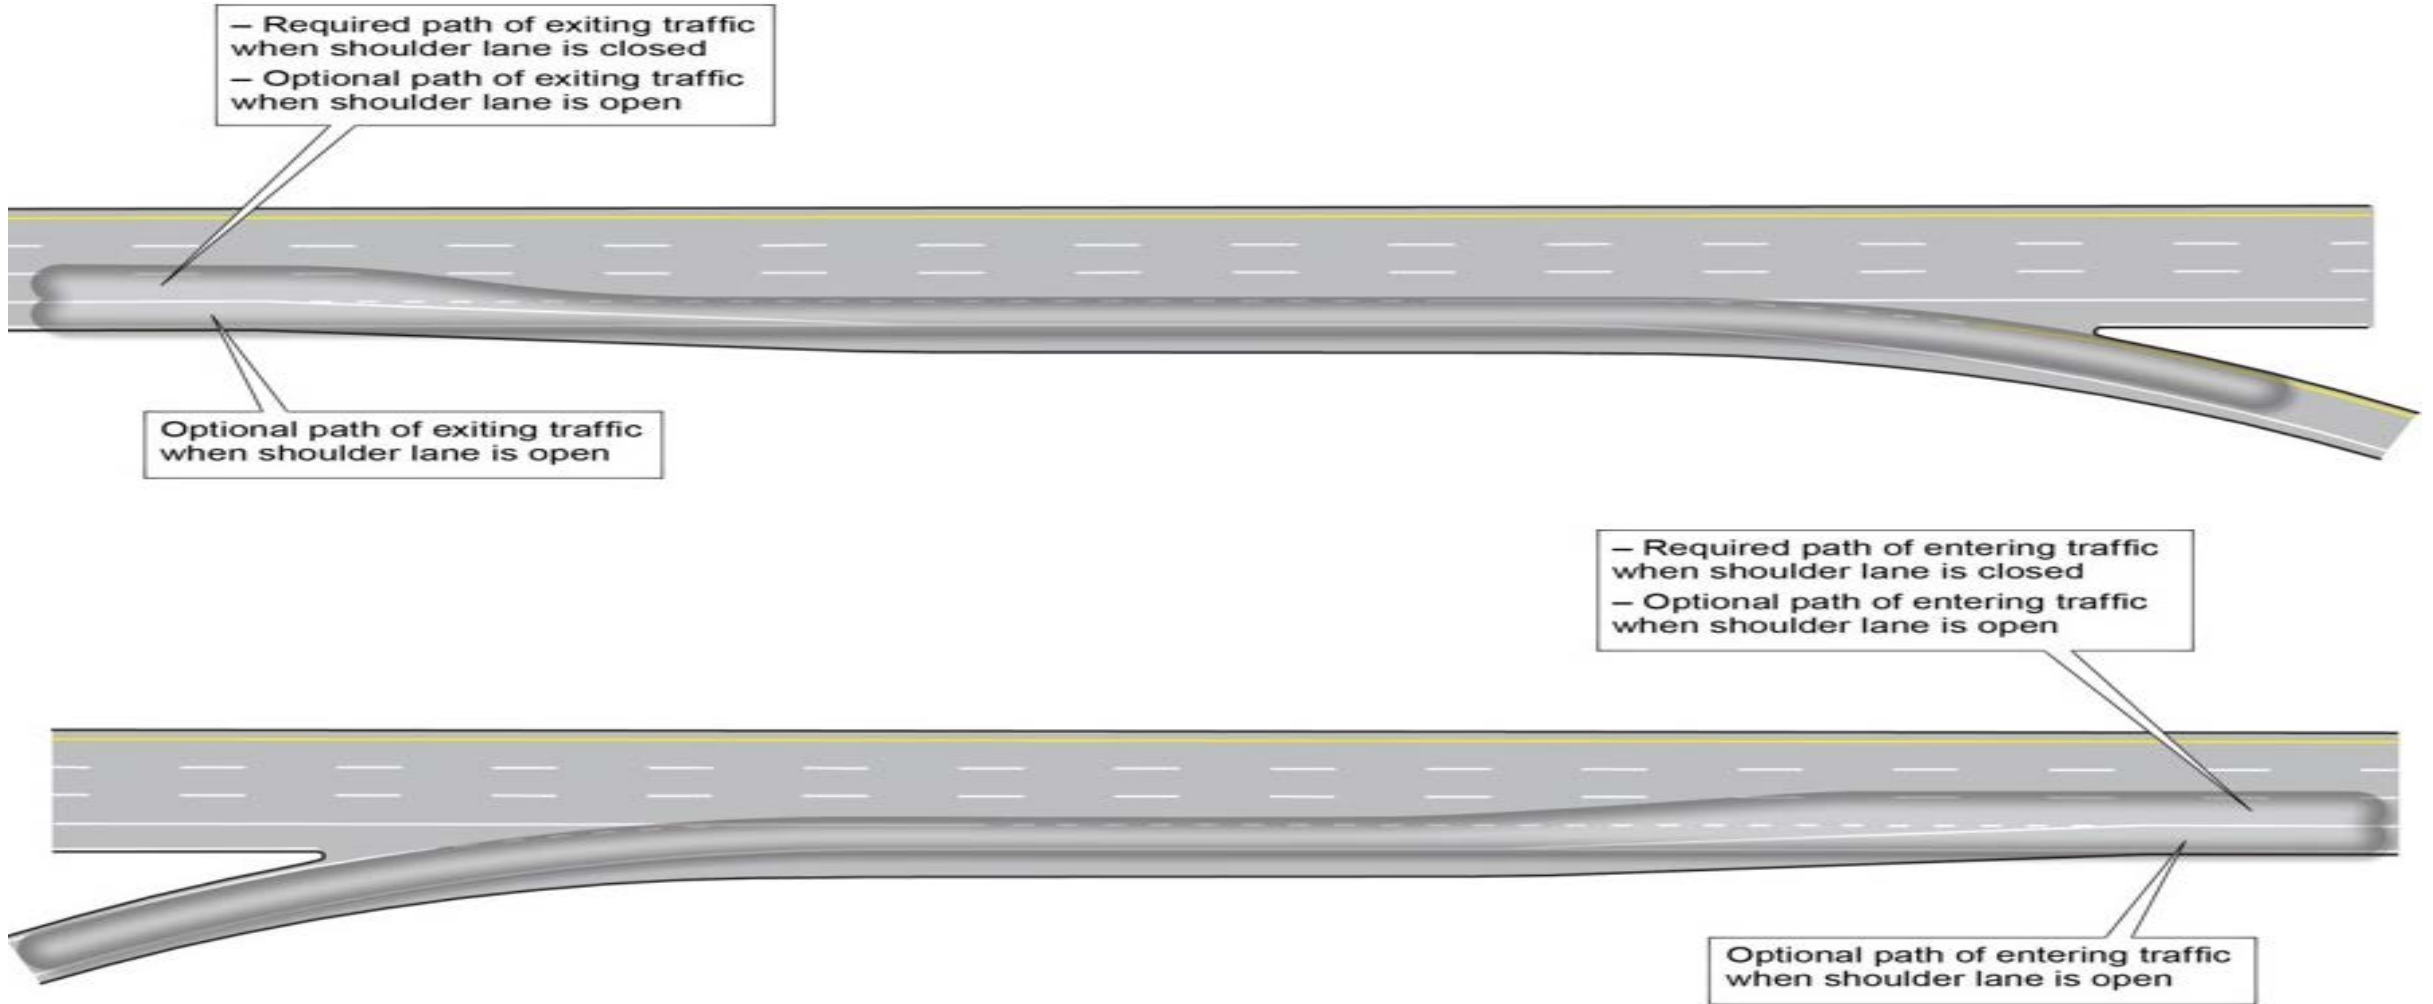 – Required path of exiting traffic
when shoulder lane is closed
– Optional path of exiting traffic
when shoulder lane is open
Optional path of exiting traffic
when shoulder lane is open
– Required path of entering traffic
when shoulder lane is closed
– Optional path of entering traffic
when shoulder lane is open
Optional path of entering traffic
when shoulder lane is open